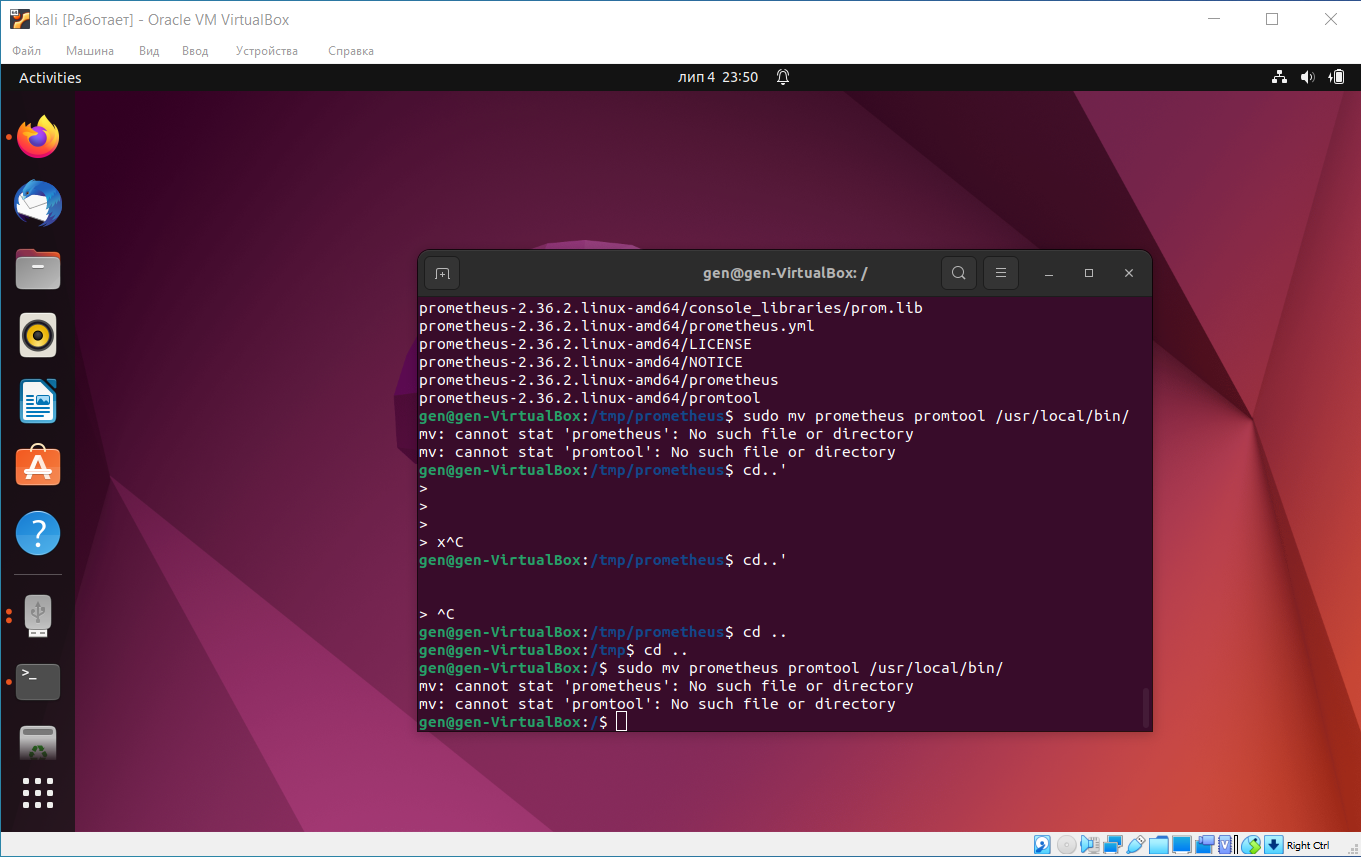 kali [Работает] - Oracle VM VirtualBox
Файл Машина Вид Ввод Устройства Справка
Activities
лип 4 23:50
gen@gen-VirtualBox: /
prometheus-2.36.2.linux-amd64/console_libraries/prom.lib
prometheus-2.36.2.linux-amd64/prometheus.yml
prometheus-2.36.2.linux-amd64/LICENSE
prometheus-2.36.2.linux-amd64/NOTICE
prometheus-2.36.2.linux-amd64/prometheus
prometheus-2.36.2.linux-amd64/promtool
gen@gen-VirtualBox:/tmp/prometheus$ sudo mv prometheus promtool /usr/local/bin/
mv: cannot stat 'prometheus': No such file or directory
mv: cannot stat 'promtool': No such file or directory
gen@gen-VirtualBox:/tmp/prometheus$ cd..'
>
>
>
> x^C
gen@gen-VirtualBox:/tmp/prometheus$ cd..'
> ^C
gen@gen-VirtualBox:/tmp/prometheus$ cd ..
gen@gen-VirtualBox:/tmp$ cd ..
gen@gen-VirtualBox:/$ sudo mv prometheus promtool /usr/local/bin/
mv: cannot stat 'prometheus': No such file or directory
mv: cannot stat 'promtool': No such file or directory
gen@gen-VirtualBox:/$
Right Ctrl